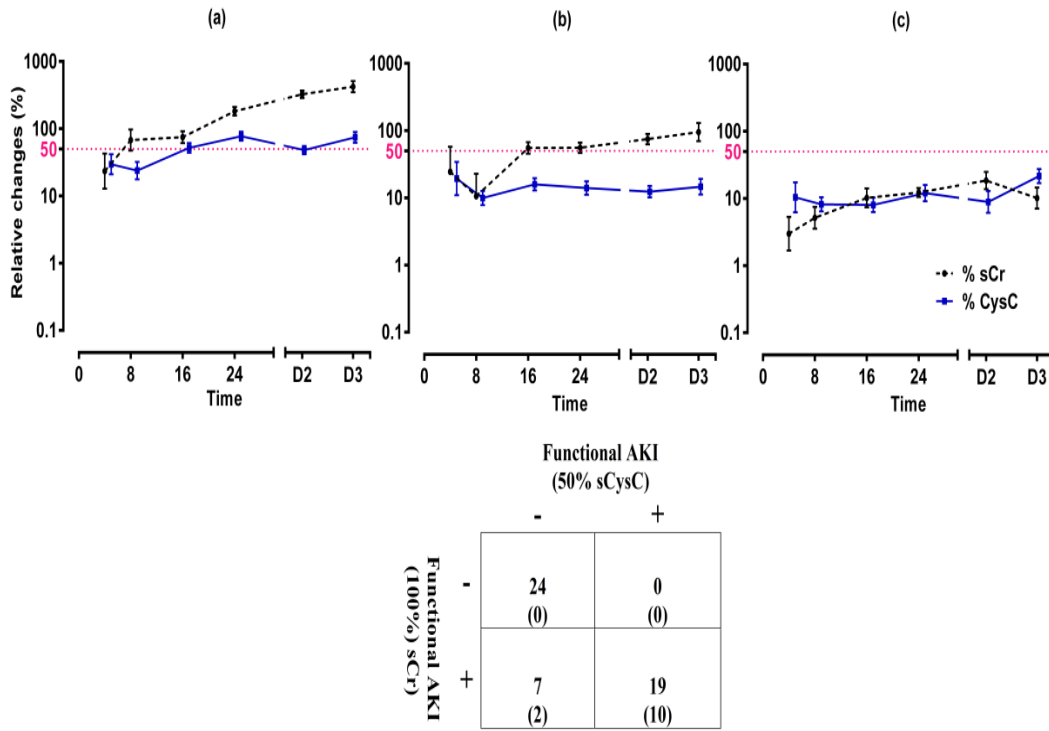 (a)
(b)
(c)
Relative changes (%)
1000
100
50
10
1
0.1
0
8
16
24
D2
D3
Time
1000
100
50
10
1
0.1
0
8
16
24
D2
D3
Time
1000
100
50
10
1
0.1
0
8
16
24
D2
D3
Time
% sCr
% CysC
Functional AKI
(50% sCysC)
- +
Functional AKI
(100%) sCr)
-
24 0
(0) (0)
+
7 19
(2) (10)